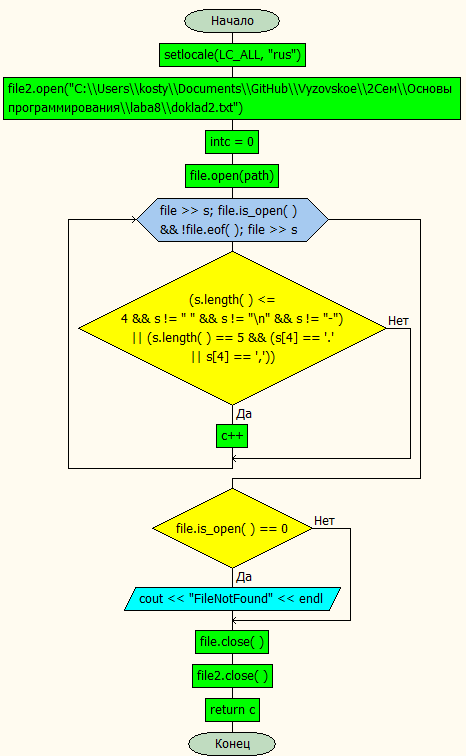 Начало
setlocale(LC_ALL, "rus")
file2.open("C:\\Users\\kosty\\Documents\\GitHub\\Vyzovskoe\\2Сем\\Основы
программирования\\laba8\\doklad2.txt")
intc = 0
file.open(path)
file >> s; file.is_open( )
&& !file.eof( ); file >> s
(s.length( ) <=
4 && s != " " && s != "\n" && s != "-")
|| (s.length( ) == 5 && (s[4] == '.'
|| s[4] == ','))
Нет
Да
c++
file.is_open( ) == 0
Нет
Да
cout << "FileNotFound" << endl
file.close( )
file2.close( )
return c
Конец